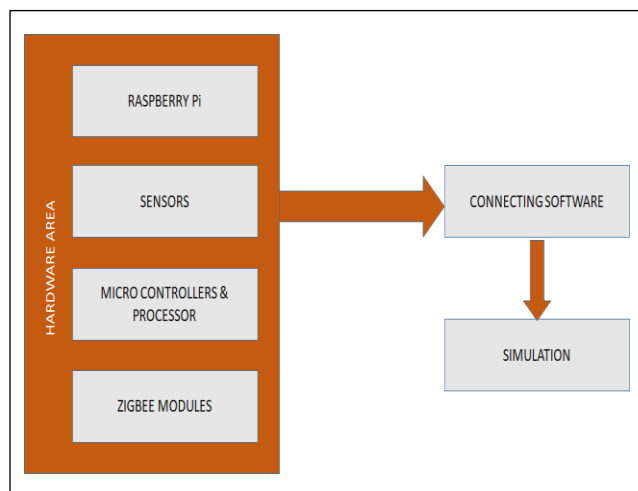 HARDWARE AREA
RASPBERRY Pi
SENSORS
MICRO CONTROLLERS &
PROCESSOR
ZIGBEE MODULES
CONNECTING SOFTWARE
SIMULATION